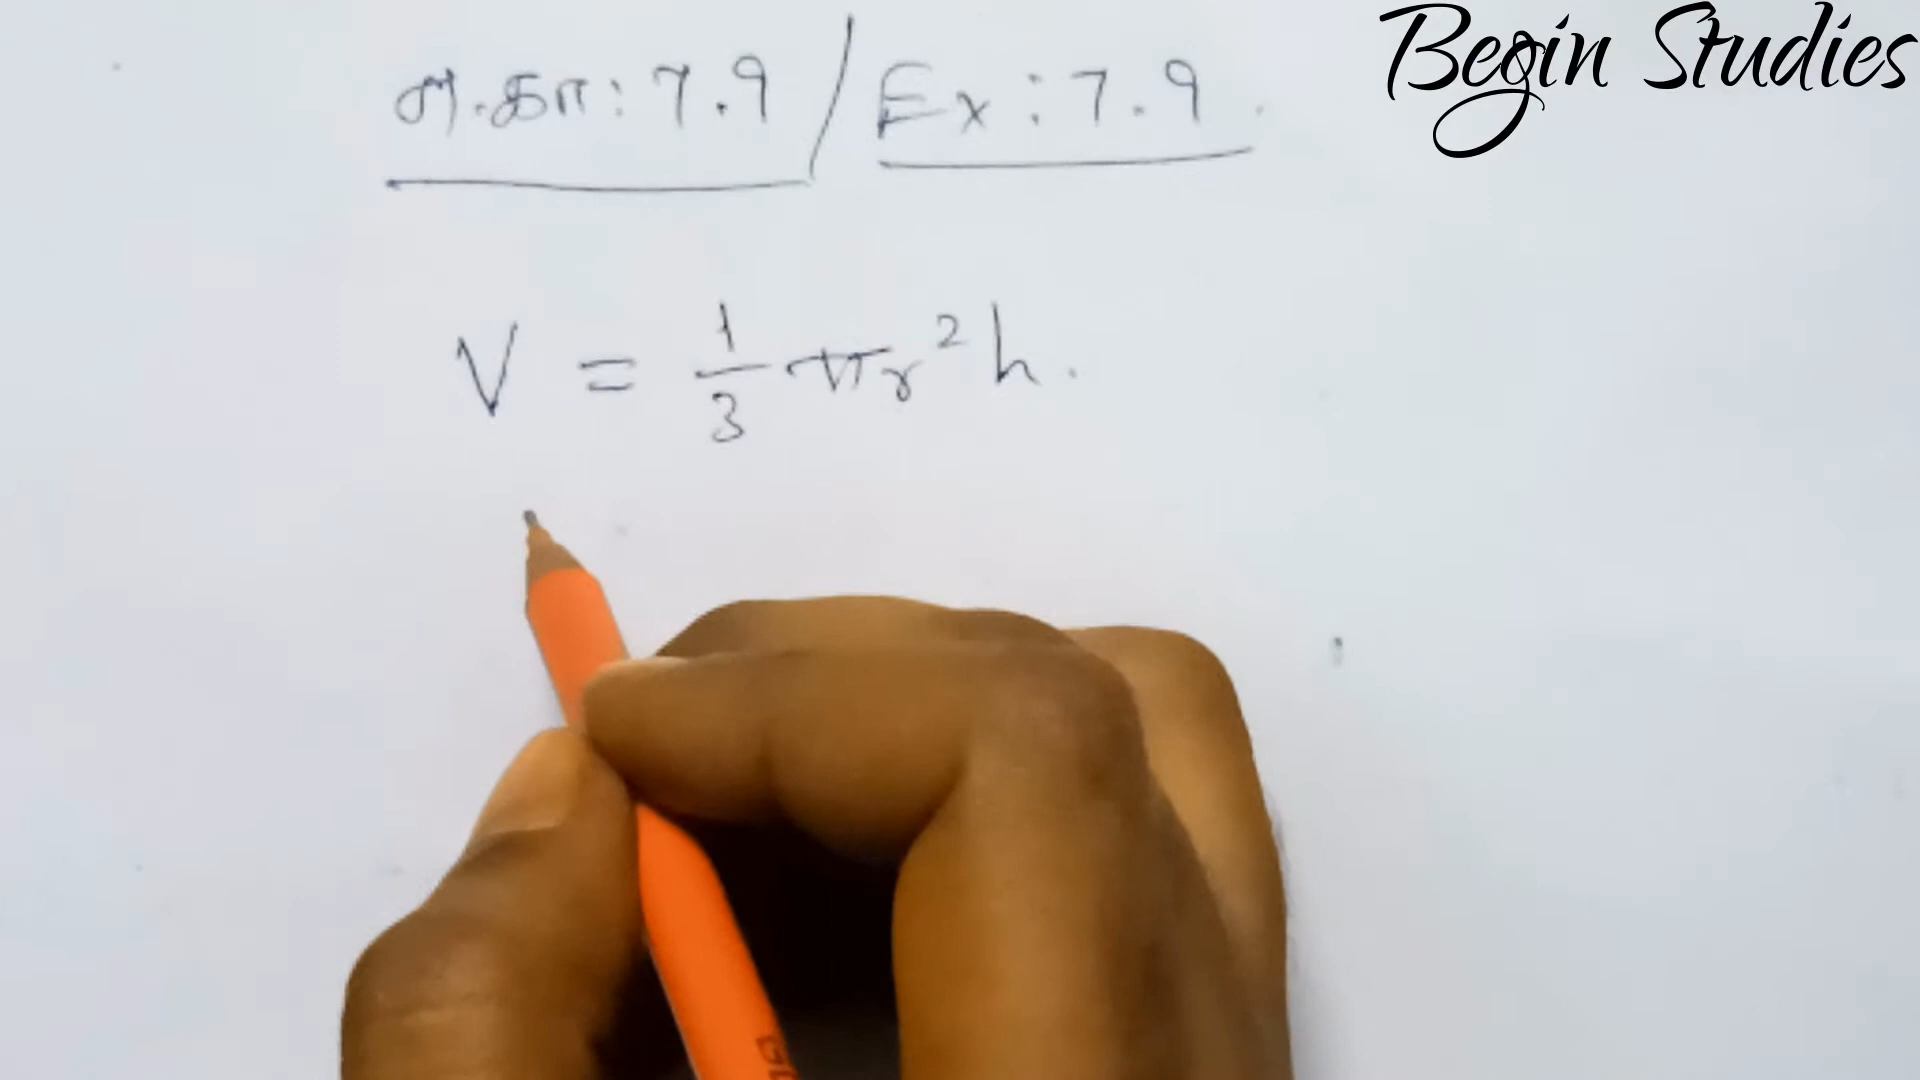 Begin Studies
எ.கா: 7.9 / Ex: 7.9.
V = 1/3 πr²h.